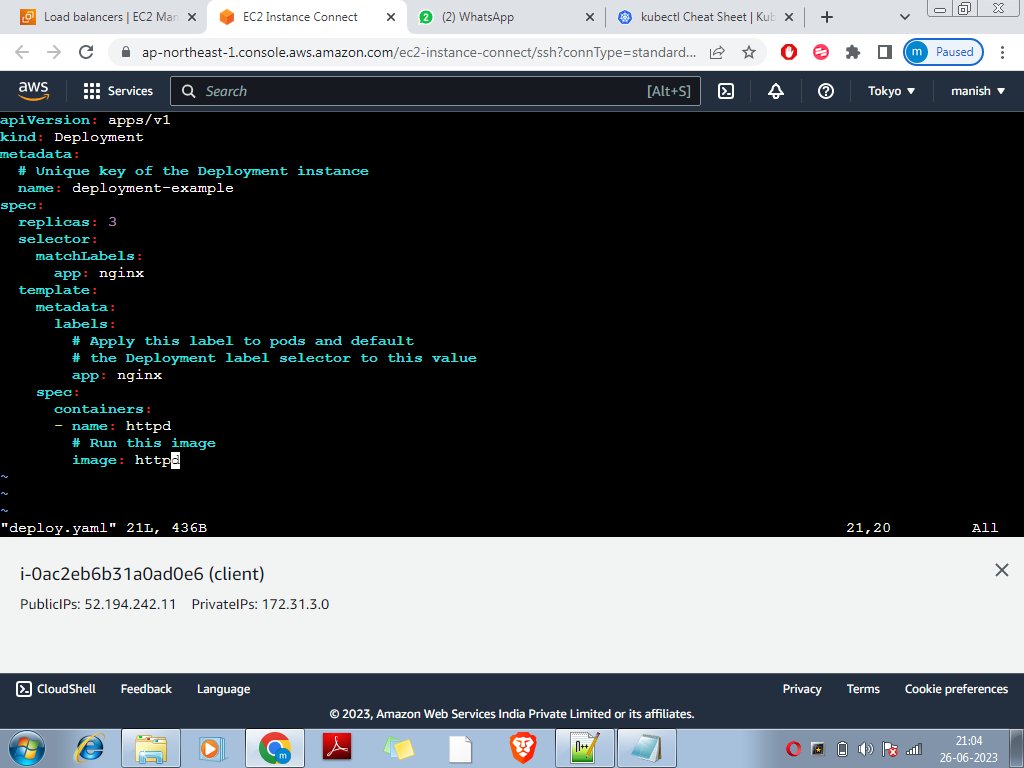 Load balancers | EC2 Man
EC2 Instance Connect
2 (2) WhatsApp
kubectl Cheat Sheet | Kub
ap-northeast-1.console.aws.amazon.com/ec2-instance-connect/ssh?connType=standard...
m Paused
aws
Services
Search [Alt+S]
Tokyo ▼
manish ▼
apiVersion: apps/v1
kind: Deployment
metadata:
  # Unique key of the Deployment instance
  name: deployment-example
spec:
  replicas: 3
  selector:
    matchLabels:
      app: nginx
  template:
    metadata:
      labels:
        # Apply this label to pods and default
        # the Deployment label selector to this value
        app: nginx
    spec:
      containers:
      - name: httpd
        # Run this image
        image: httpd
~
~
~
"deploy.yaml" 21L, 436B 21,20 All
i-0ac2eb6b31a0ad0e6 (client)
PublicIPs: 52.194.242.11 PrivateIPs: 172.31.3.0
CloudShell Feedback Language Privacy Terms Cookie preferences
© 2023, Amazon Web Services India Private Limited or its affiliates.
m
21:04
26-06-2023